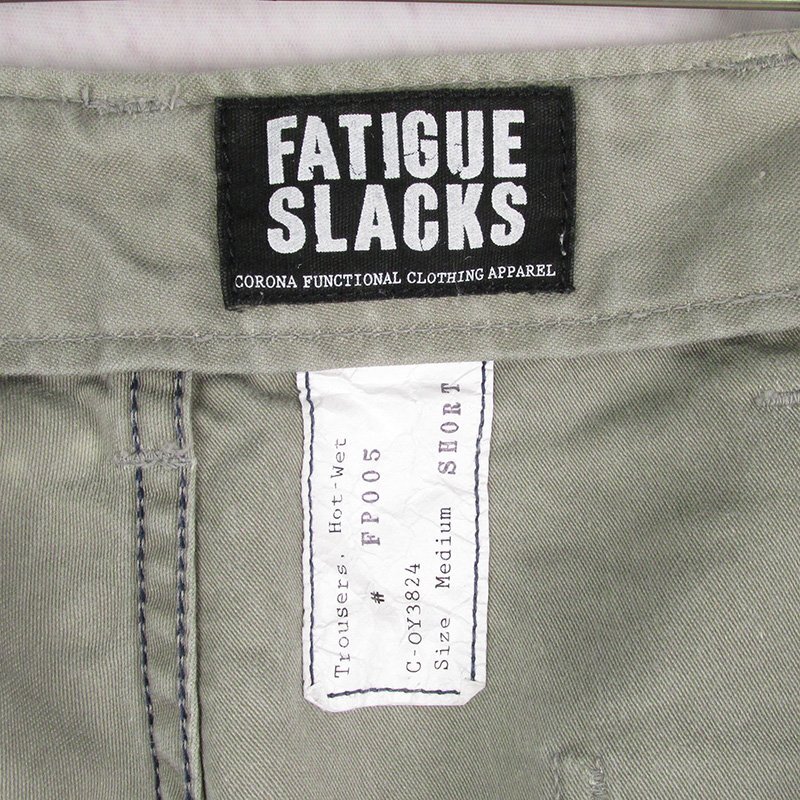 FATIGUE
SLACKS
CORONA FUNCTIONAL CLOTHING APPAREL
Trousers, Hot-Wet
# FP005
C-OY3824
Size Medium SHORT